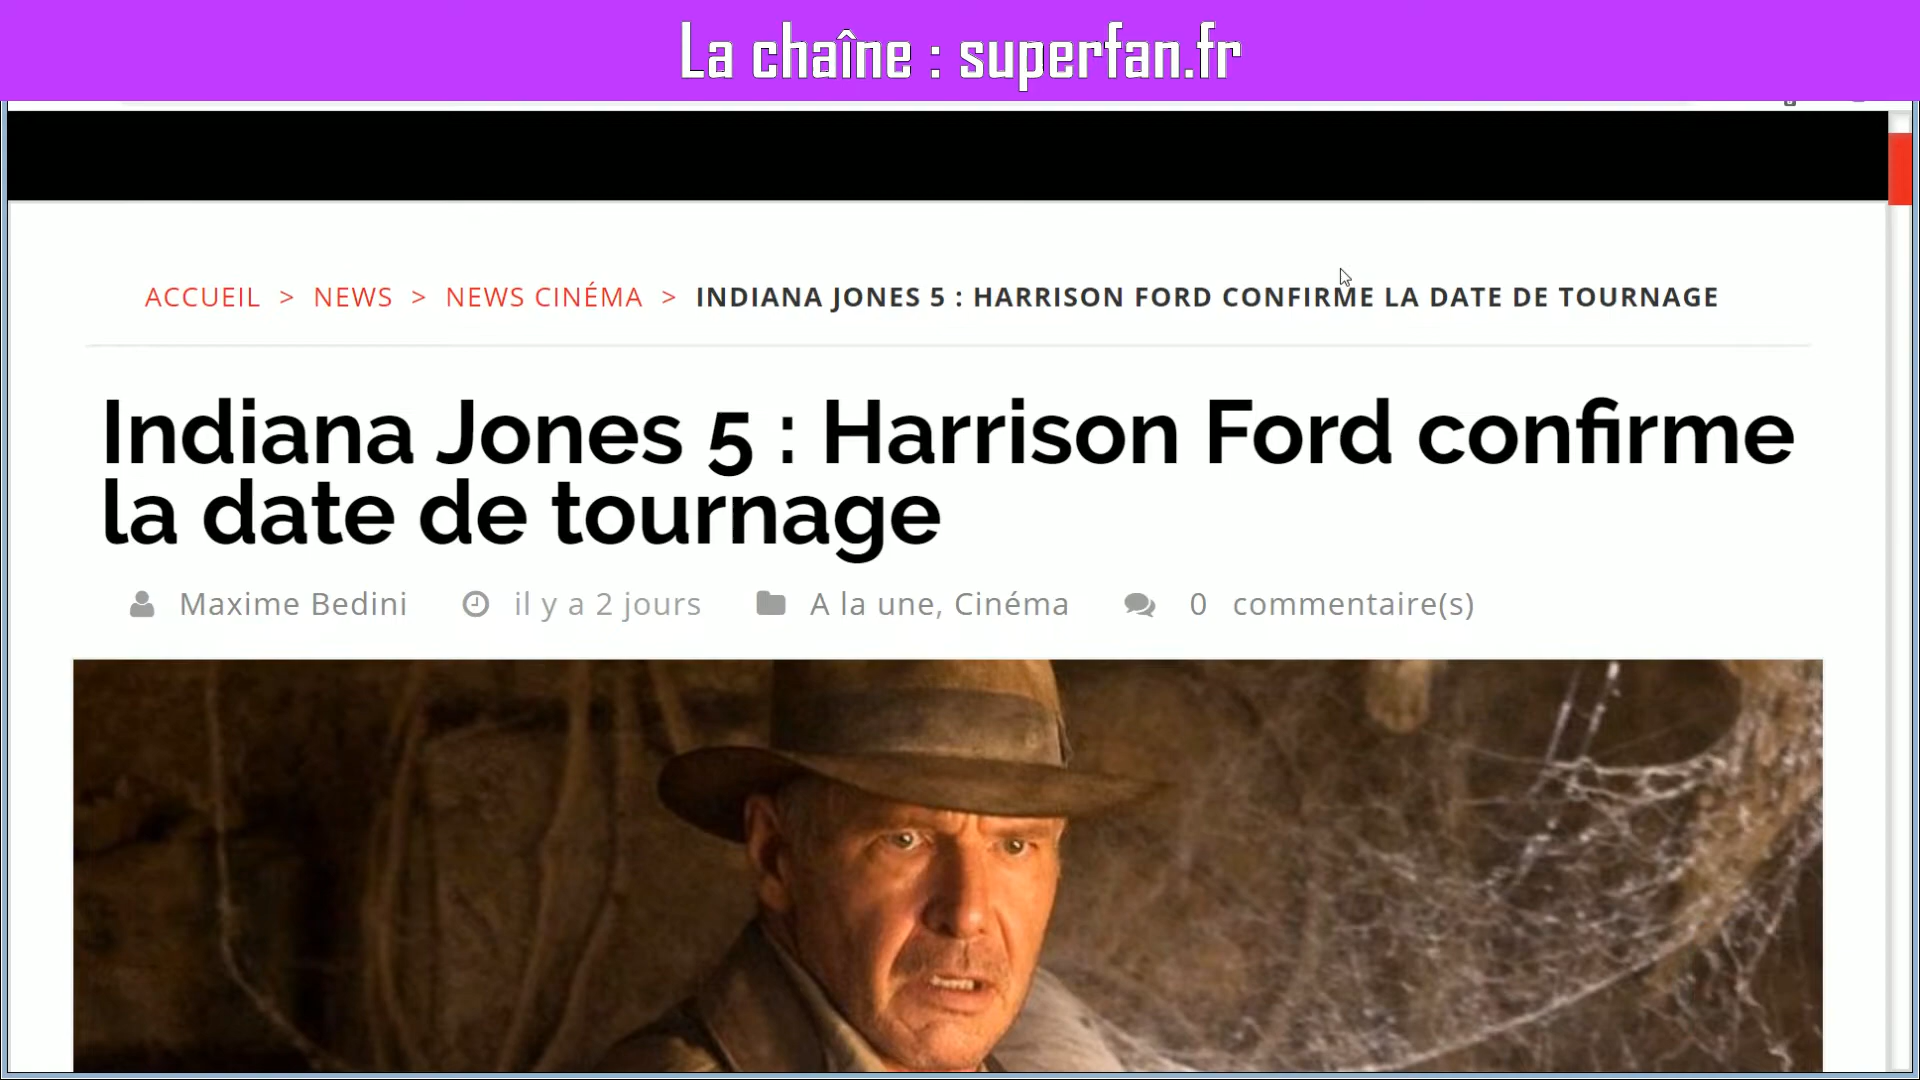 La chaîne : superfan.fr
ACCUEIL > NEWS > NEWS CINÉMA > INDIANA JONES 5 : HARRISON FORD CONFIRME LA DATE DE TOURNAGE
Indiana Jones 5 : Harrison Ford confirme
la date de tournage
Maxime Bedini il y a 2 jours A la une, Cinéma 0 commentaire(s)